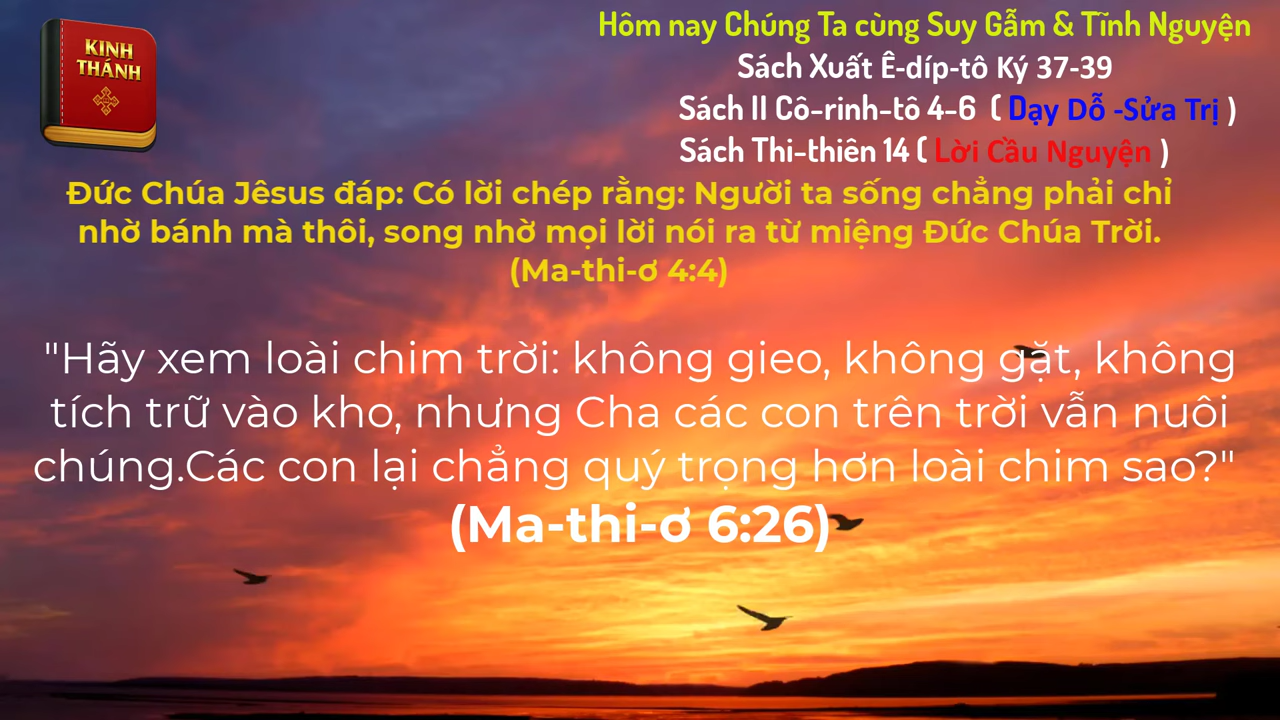 KINH
THÁNH
Hôm nay Chúng Ta cùng Suy Gẫm & Tĩnh Nguyện
Sách Xuất Ê-díp-tô Ký 37-39
Sách II Cô-rinh-tô 4-6 ( Dạy Dỗ -Sửa Trị )
Sách Thi-thiên 14 ( Lời Cầu Nguyện )
Đức Chúa Jêsus đáp: Có lời chép rằng: Người ta sống chẳng phải chỉ
nhờ bánh mà thôi, song nhờ mọi lời nói ra từ miệng Đức Chúa Trời.
(Ma-thi-ơ 4:4)
"Hãy xem loài chim trời: không gieo, không gặt, không
tích trữ vào kho, nhưng Cha các con trên trời vẫn nuôi
chúng.Các con lại chẳng quý trọng hơn loài chim sao?"
(Ma-thi-ơ 6:26)